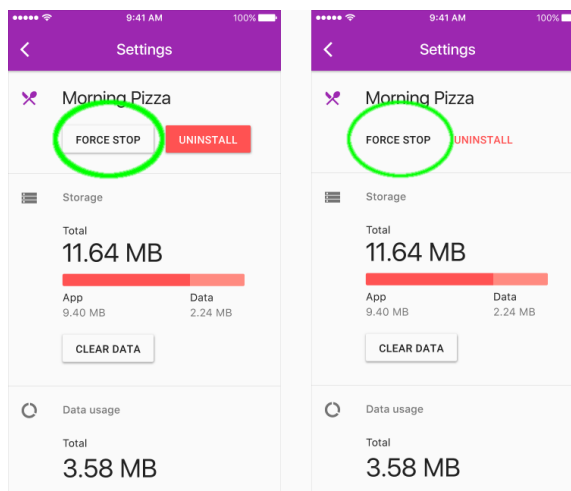 9:41 AM 100%
Settings
Morning Pizza
FORCE STOP UNINSTALL
Storage
Total
11.64 MB
App Data
9.40 MB 2.24 MB
CLEAR DATA
Data usage
Total
3.58 MB
9:41 AM 100%
Settings
Morning Pizza
FORCE STOP UNINSTALL
Storage
Total
11.64 MB
App Data
9.40 MB 2.24 MB
CLEAR DATA
Data usage
Total
3.58 MB